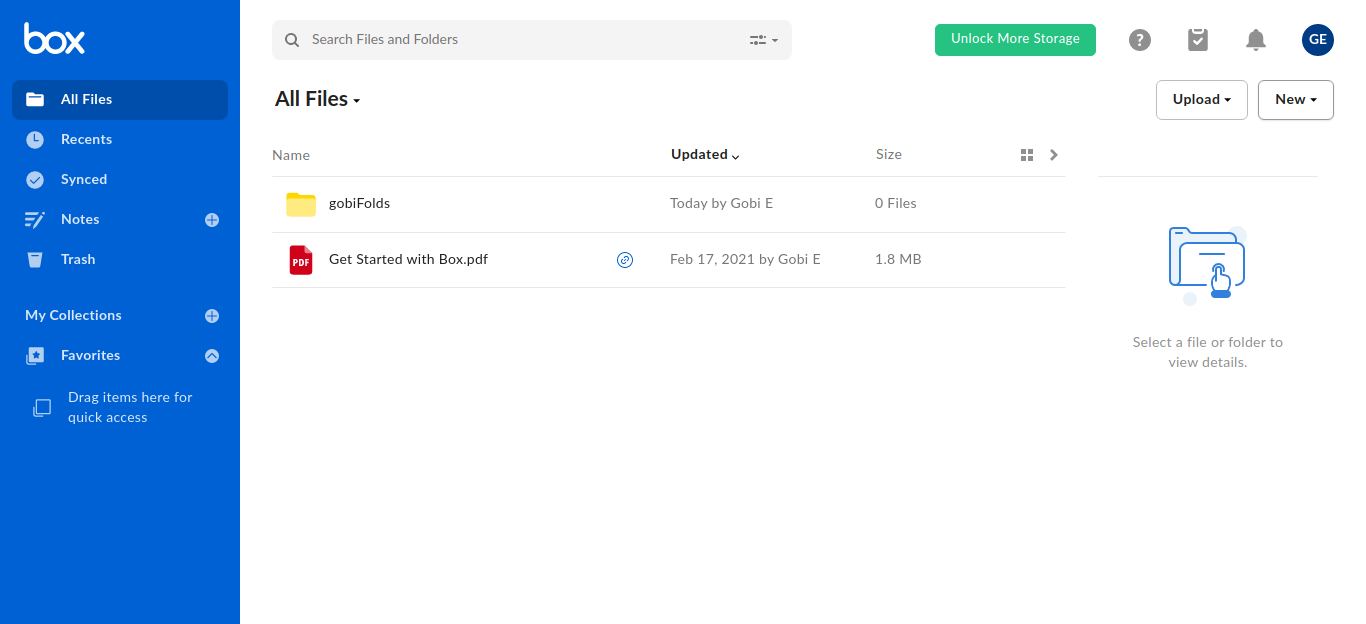 box
Search Files and Folders
Unlock More Storage
?
GE
All Files
Recents
Synced
Notes
Trash
My Collections
Favorites
Drag items here for
quick access
All Files
Upload
New
Name
Updated
Size
gobiFolds
Today by Gobi E
0 Files
PDF
Get Started with Box.pdf
Feb 17, 2021 by Gobi E
1.8 MB
Select a file or folder to
view details.